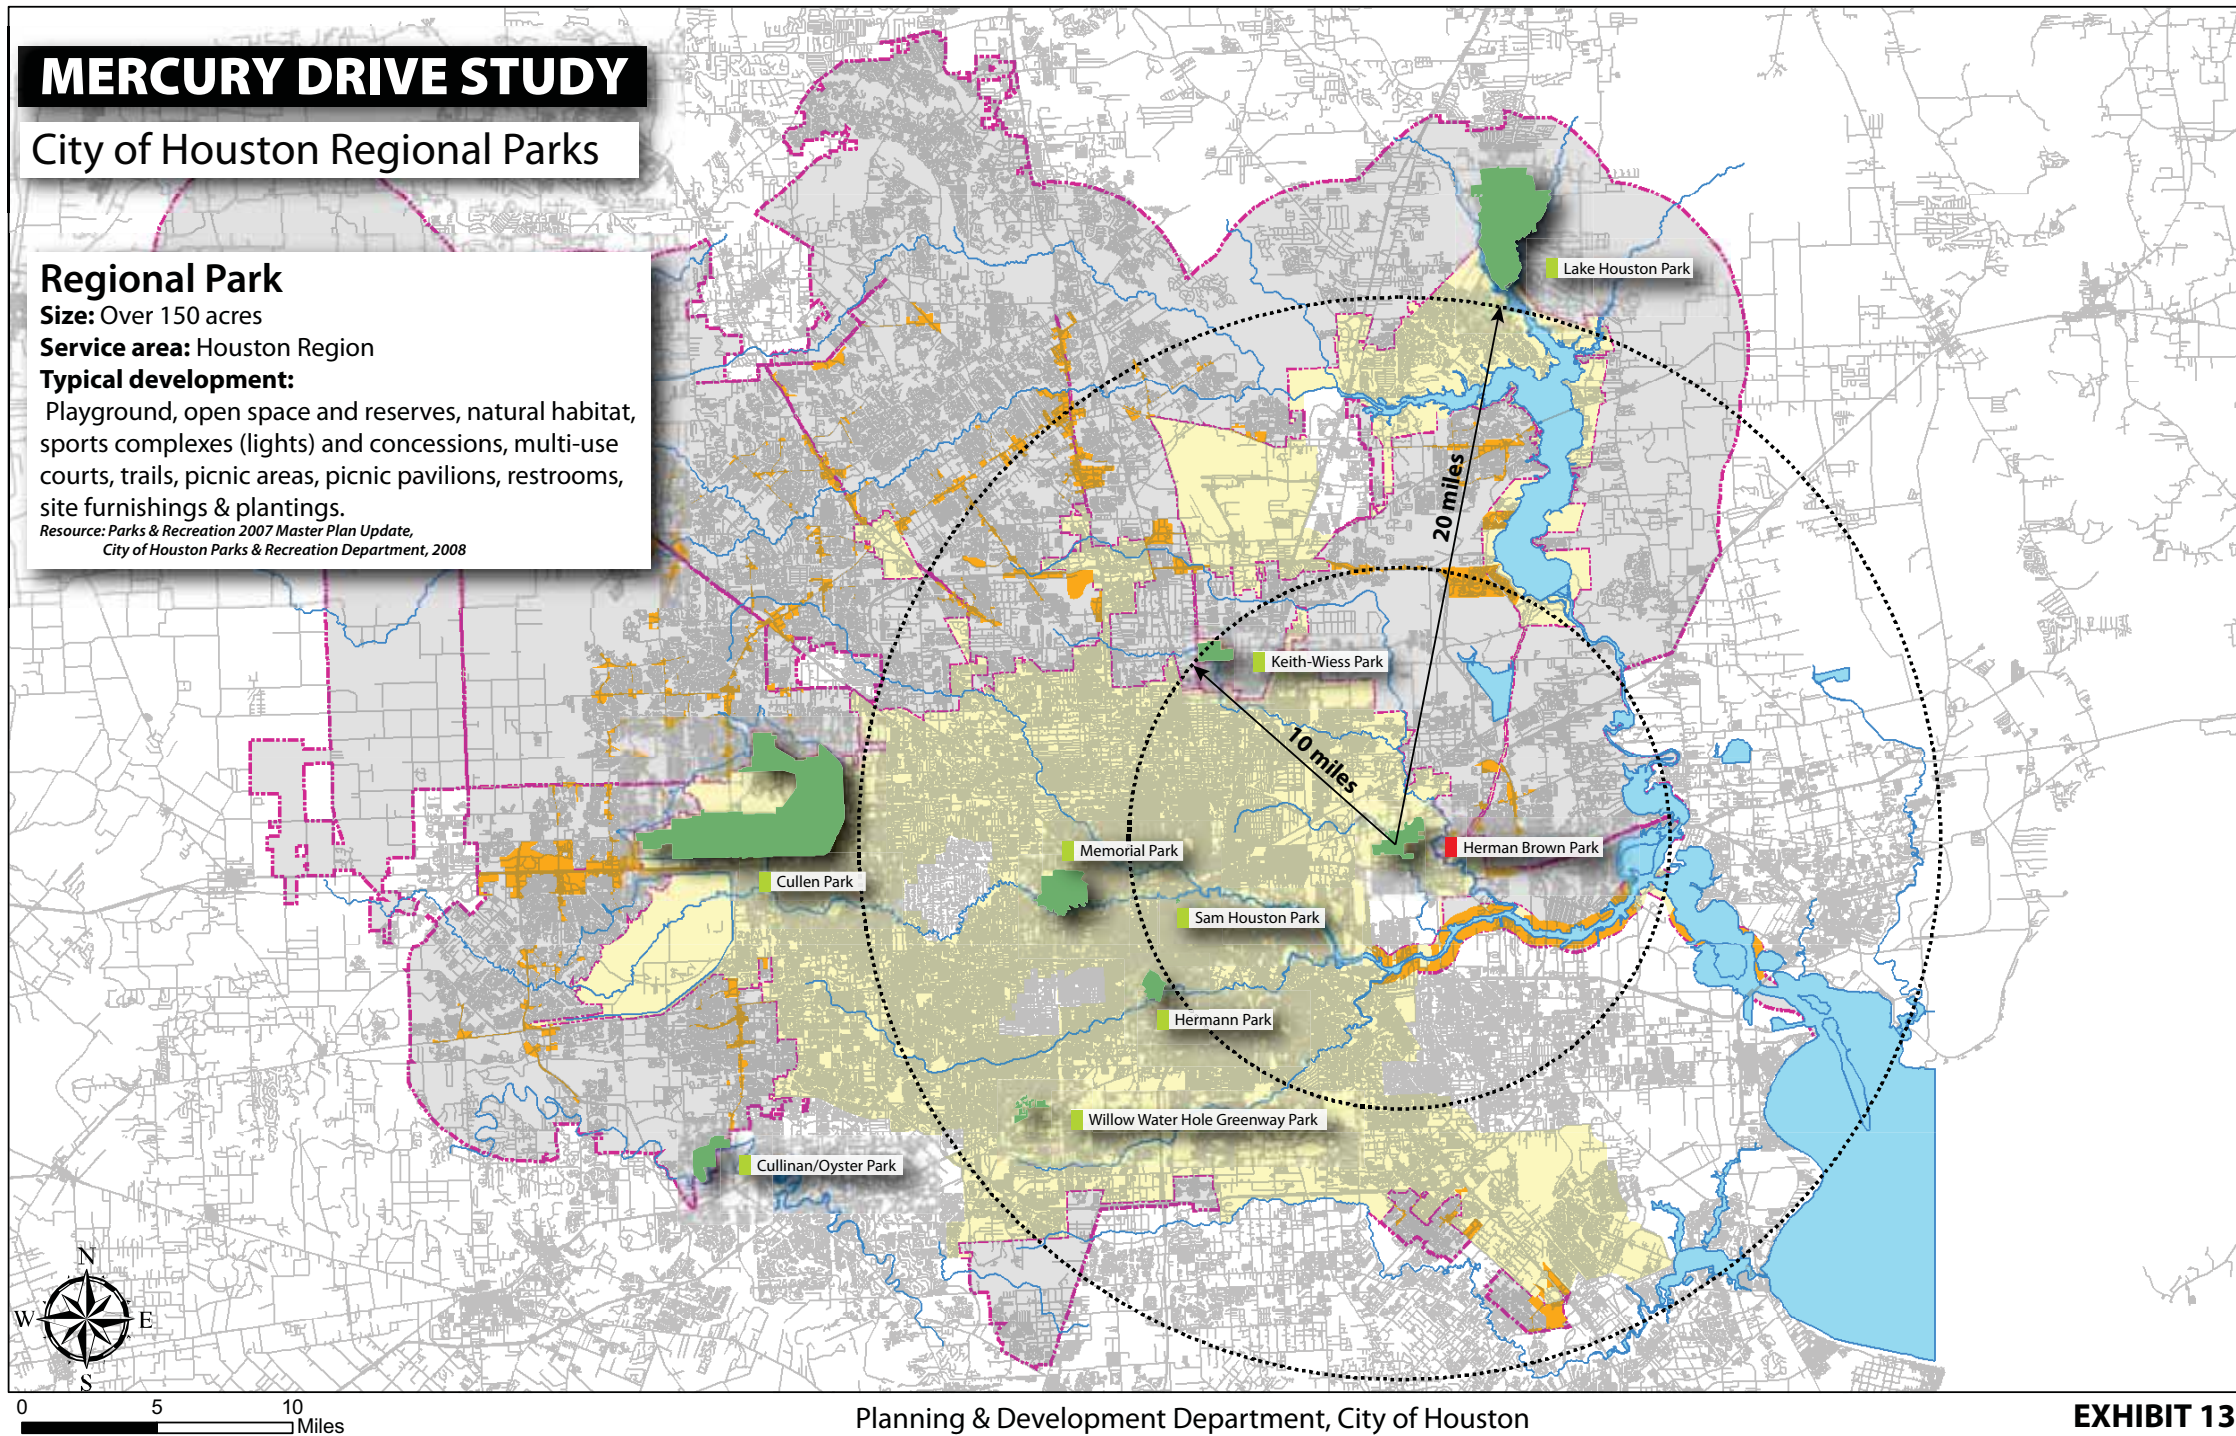 MERCURY DRIVE STUDY
City of Houston Regional Parks
Regional Park
Size: Over 150 acres
Service area: Houston Region
Typical development:
Playground, open space and reserves, natural habitat,
sports complexes (lights) and concessions, multi-use
courts, trails, picnic areas, picnic pavilions, restrooms,
site furnishings & plantings.
Resource: Parks & Recreation 2007 Master Plan Update,
City of Houston Parks & Recreation Department, 2008
Lake Houston Park
20 miles
Keith-Wiess Park
10 miles
Herman Brown Park
Memorial Park
Cullen Park
Sam Houston Park
Hermann Park
Willow Water Hole Greenway Park
Cullinan/Oyster Park
N
W
E
S
0 5 10
Miles
Planning & Development Department, City of Houston
EXHIBIT 13